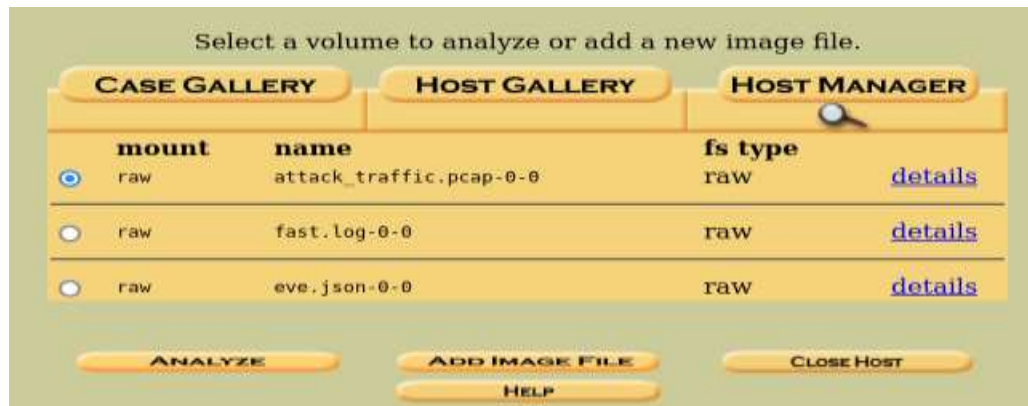 Select a volume to analyze or add a new image file.
CASE GALLERY HOST GALLERY HOST MANAGER
mount name fs type
raw attack_traffic.pcap-0-0 raw details
raw fast.log-0-0 raw details
raw eve.json-0-0 raw details
ANALYZE ADD IMAGE FILE CLOSE HOST
HELP